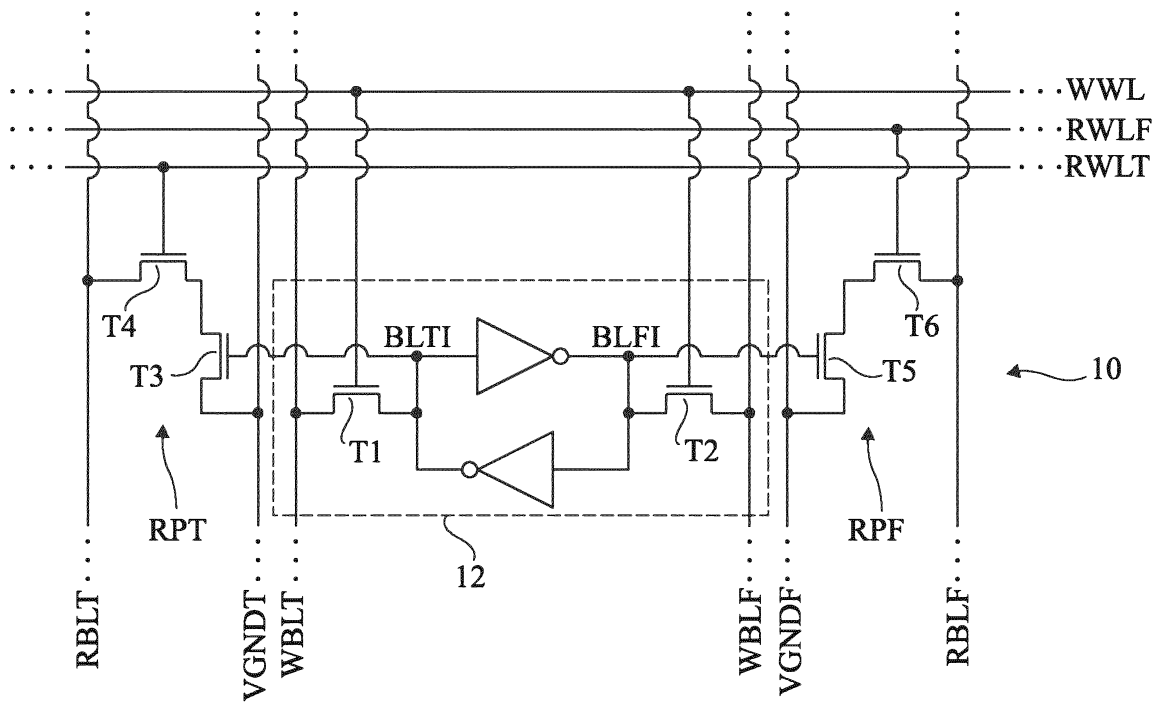 WWL
RWLF
RWLT
T4
T6
BLTI
BLFI
T3
T5
10
T1
T2
RPT
RPF
12
RBLT
VGNDT
WBLT
WBLF
VGNDF
RBLF